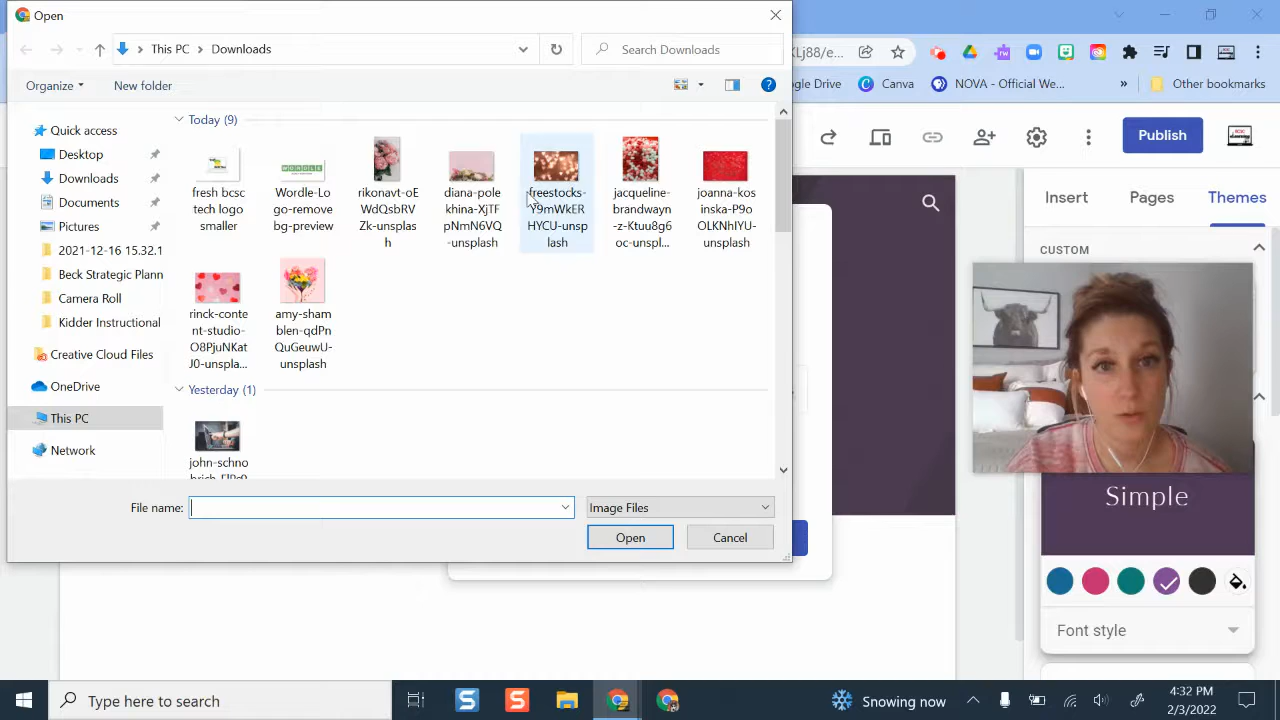 Open
This PC > Downloads
Search Downloads
KLj88/e...
Organize
New folder
ogle Drive
Canva
NOVA - Official We...
»
Other bookmarks
Quick access
Desktop
Downloads
Documents
Pictures
2021-12-16 15.32.1
Beck Strategic Plann
Camera Roll
Kidder Instructional
Creative Cloud Files
OneDrive
This PC
Network
Today (9)
fresh bcsc
tech logo
smaller
WORDLE
Wordle-Lo
go-remove
bg-preview
rikonavt-oE
WdQsbRV
Zk-unsplas
h
diana-pole
khina-XjTF
pNmN6VQ
-unsplash
freestocks-
Y9mWkER
HYCU-unsp
lash
jacqueline-
brandwayn-
-z-Ktuu8g6
oc-unspl...
joanna-kos
inska-P9o
OLKNhIYU-
unsplash
rinck-conte
nt-studio-
O8PjuNKat
J0-unspla...
amy-sham
blen-qdPn
QuGeuwU-
unsplash
Yesterday (1)
john-schno
File name:
Image Files
Open
Cancel
Publish
Insert
Pages
Themes
CUSTOM
Simple
Font style
Type here to search
Snowing now
4:32 PM
2/3/2022